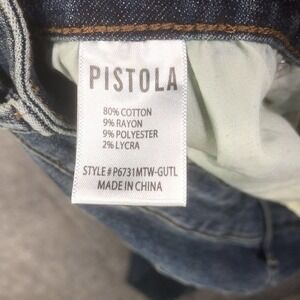 PISTOLA
80% COTTON
9% RAYON
9% POLYESTER
2% LYCRA
STYLE # P6731MTW-GUTL
MADE IN CHINA